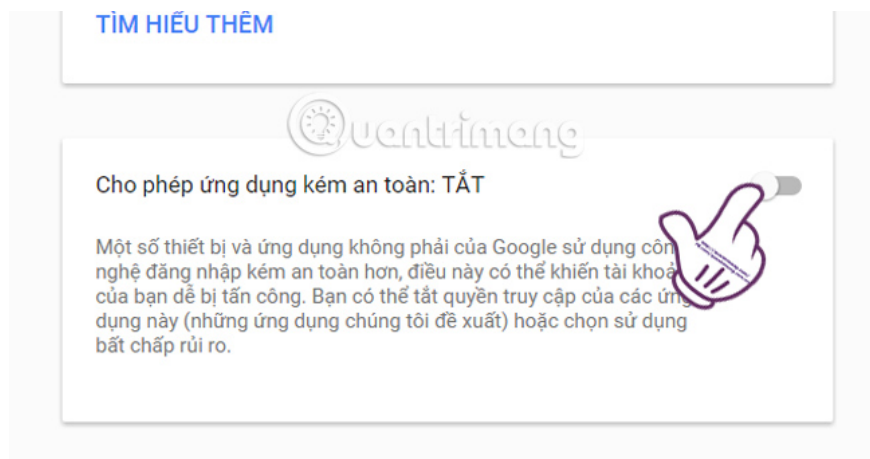 TÌM HIỂU THÊM
Quantrimang
Cho phép ứng dụng kém an toàn: TẮT
Một số thiết bị và ứng dụng không phải của Google sử dụng
nghệ đăng nhập kém an toàn hơn, điều này có thể khiến tài
của bạn dễ bị tấn công. Bạn có thể tắt quyền truy cập của các ứng
dụng này (những ứng dụng chúng tôi đề xuất) hoặc chọn sử dụng
bất chấp rủi ro.